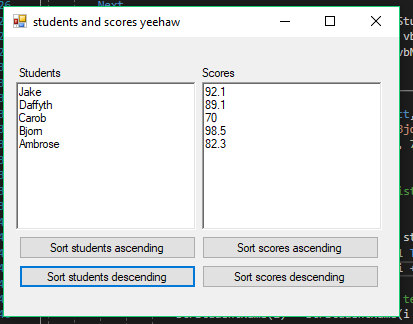 students and scores yeehaw
Students
Scores
Jake
92.1
Daffyth
89.1
Carob
70
Bjorn
98.5
Ambrose
82.3
Sort students ascending
Sort scores ascending
Sort students descending
Sort scores descending